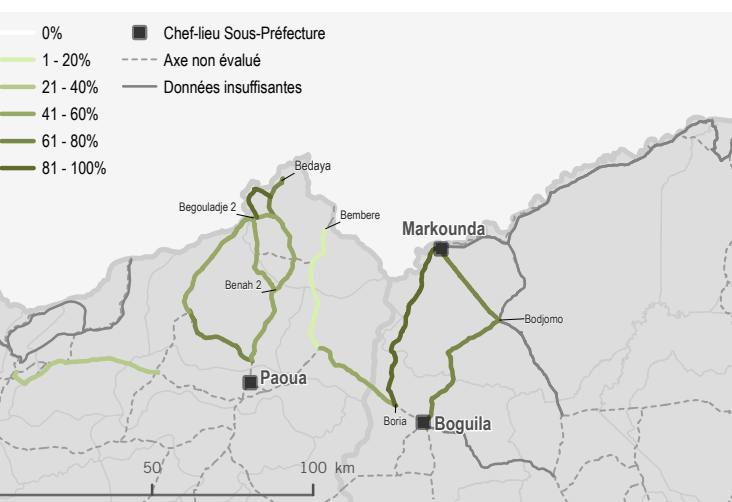 0%
1 - 20%
21 - 40%
41 - 60%
61 - 80%
81 - 100%
Chef-lieu Sous-Préfecture
Axe non évalué
Données insuffisantes
Bedaya
Begouladje 2
Bembere
Markounda
Benah 2
Bodjomo
Paoua
Boria
Boguila
50
100 km